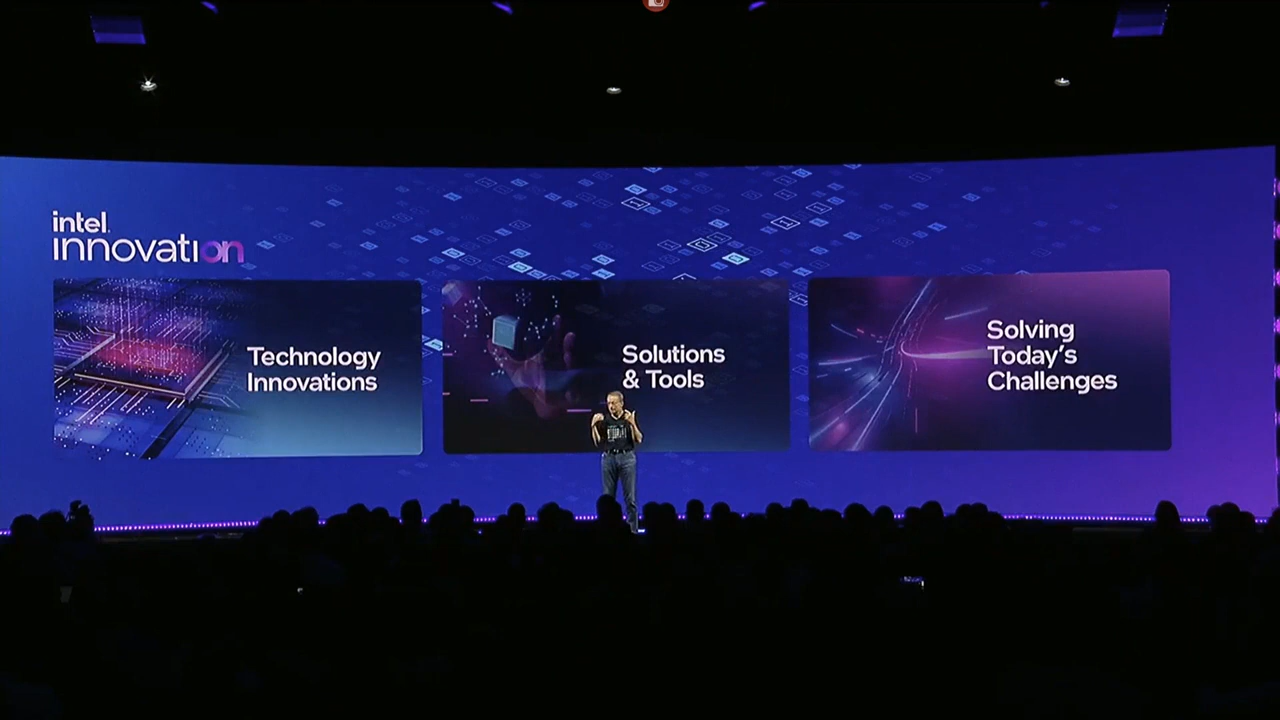 intel.
innovation
Technology
Innovations
Solutions
& Tools
Solving
Today's
Challenges